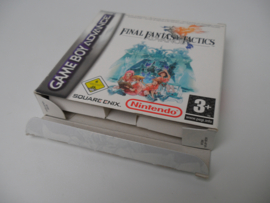 GAME BOY ADVANCE
FINAL FANTASY TACTICS
SQUARE ENIX.
Nintendo
3+